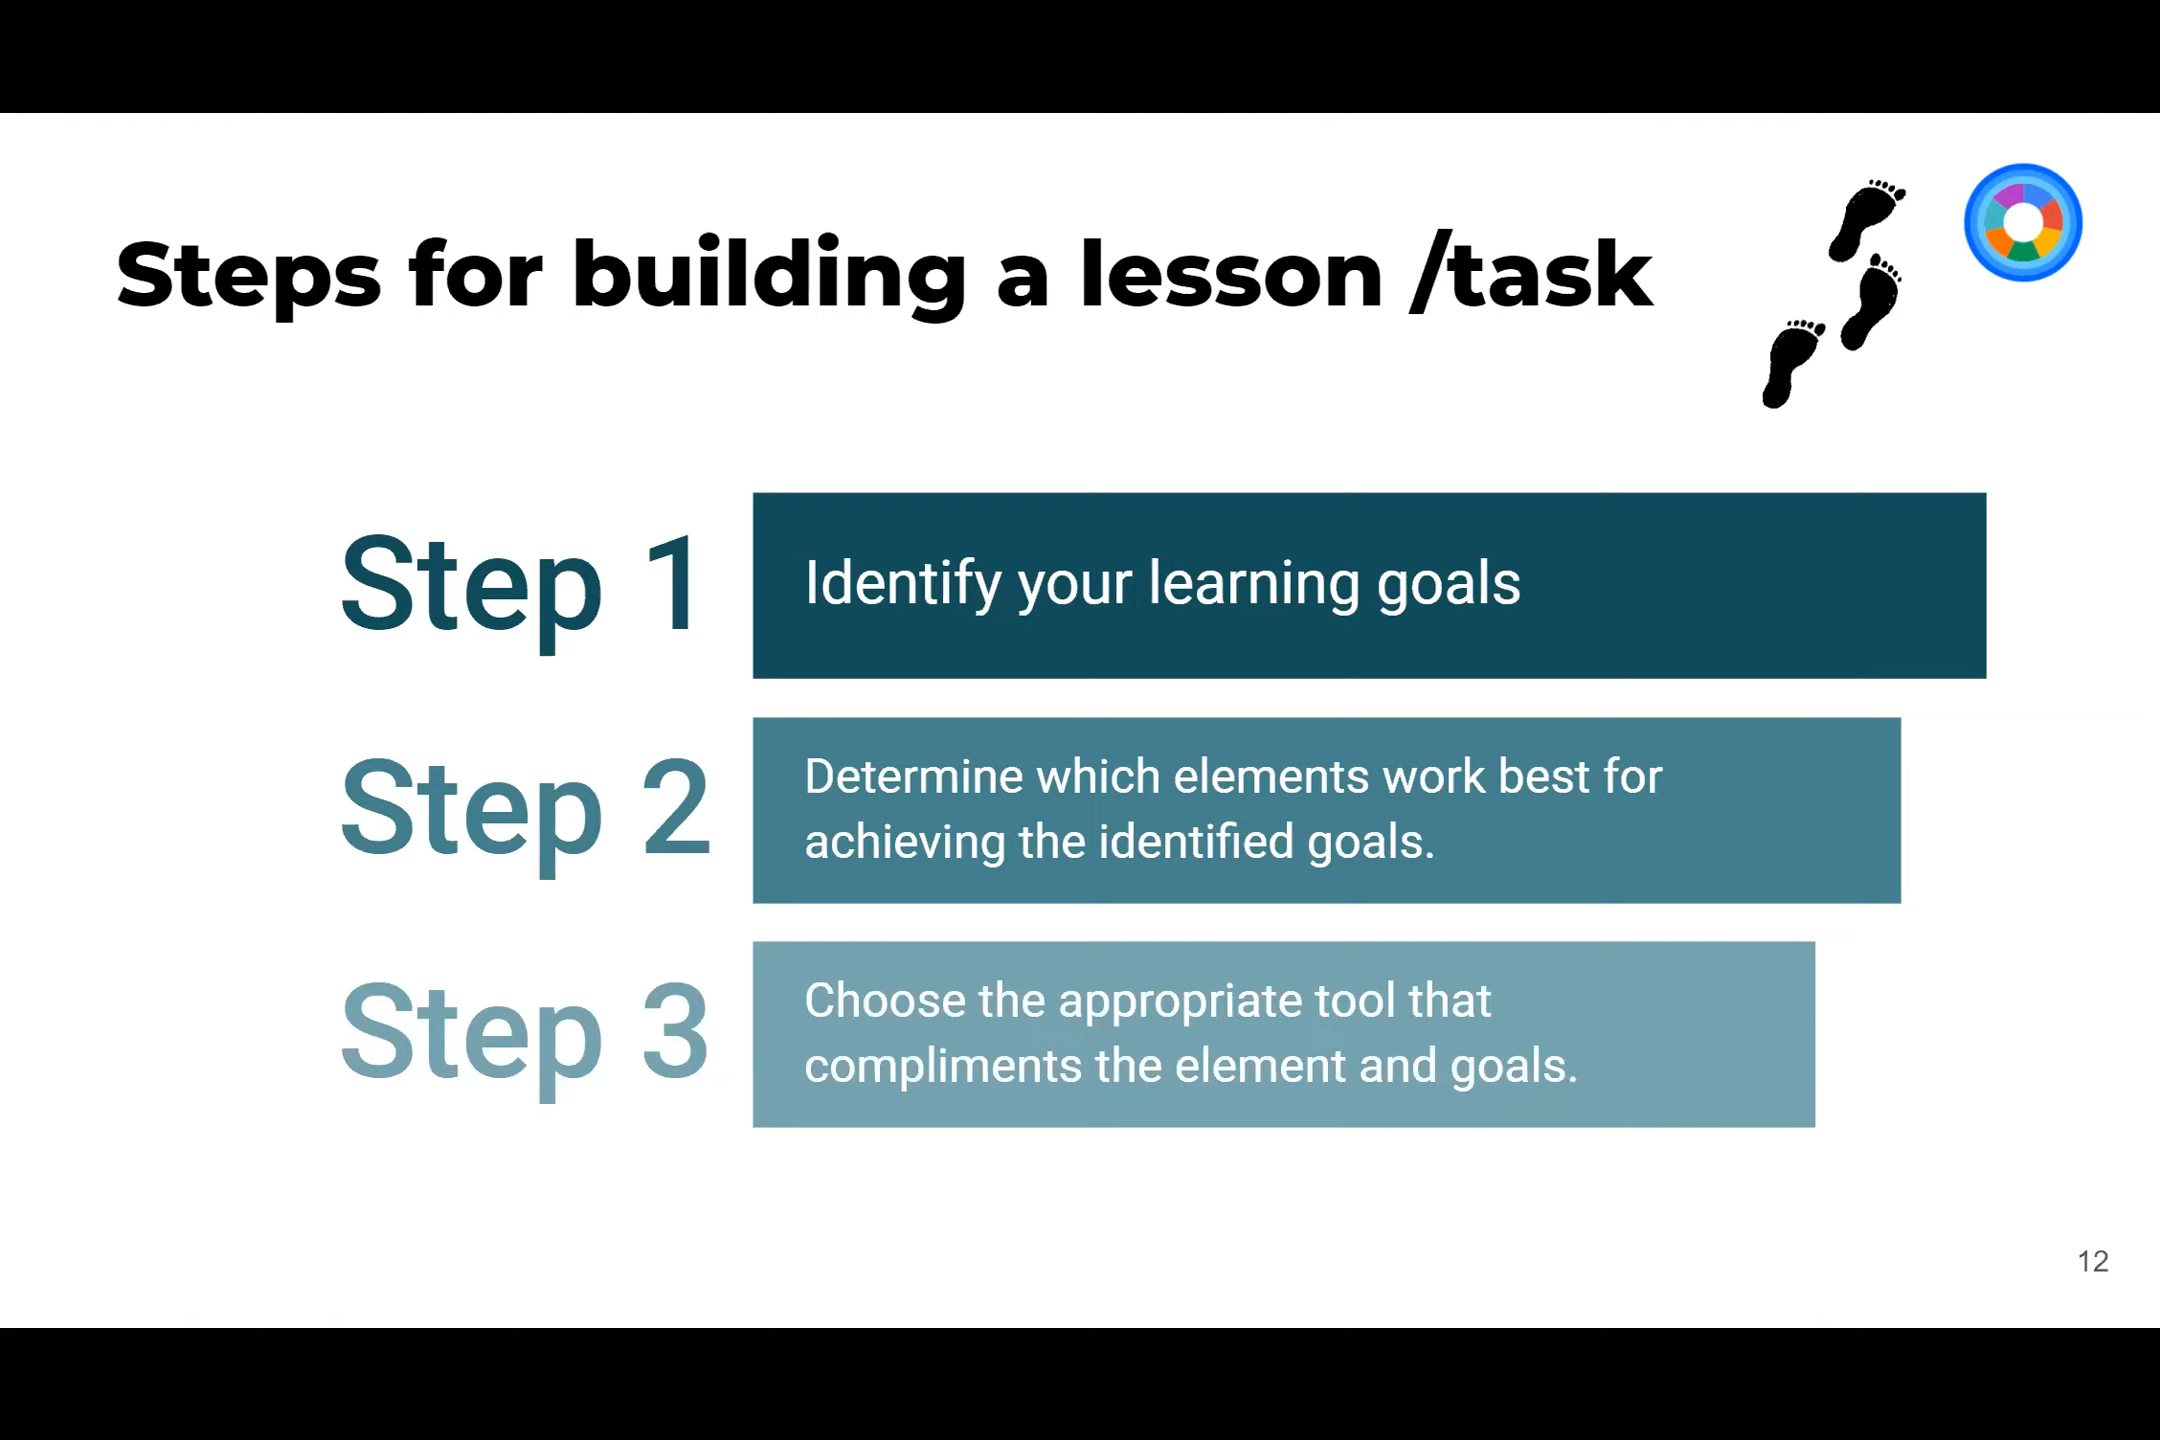 Steps for building a lesson /task
Step 1
Identify your learning goals
Step 2
Determine which elements work best for
achieving the identified goals.
Step 3
Choose the appropriate tool that
compliments the element and goals.
12